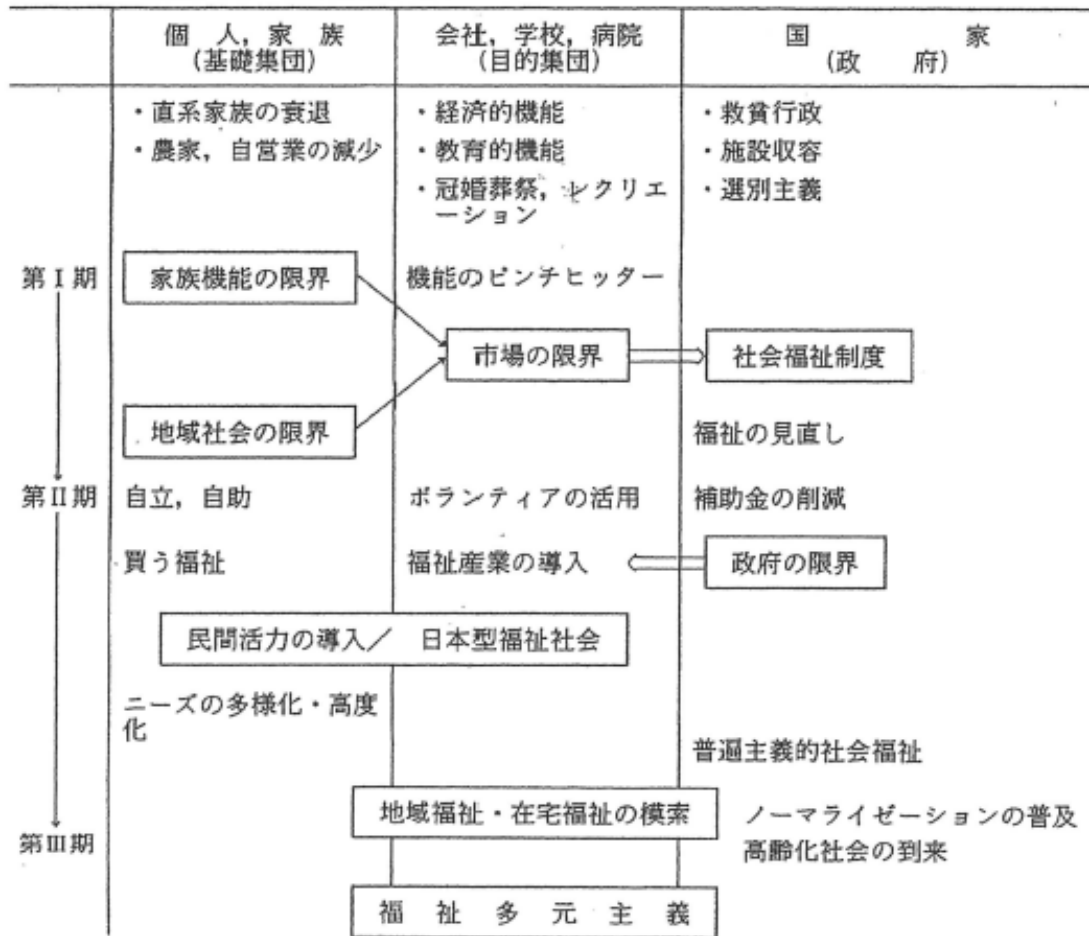 個人，家族
(基礎集団)
会社，学校，病院
(目的集団)
国家
(政府)
・直系家族の衰退
・農家，自営業の減少
・経済的機能
・教育的機能
・冠婚葬祭，レクリエ
ーション
・救貧行政
・施設収容
・選別主義
第Ⅰ期
家族機能の限界
機能のピンチヒッター
市場の限界
社会福祉制度
地域社会の限界
福祉の見直し
第Ⅱ期
自立，自助
ボランティアの活用
補助金の削減
買う福祉
福祉産業の導入
政府の限界
民間活力の導入／ 日本型福祉社会
ニーズの多様化・高度
化
普遍主義的社会福祉
地域福祉・在宅福祉の模索
ノーマライゼーションの普及
第Ⅲ期
高齢化社会の到来
福祉多元主義